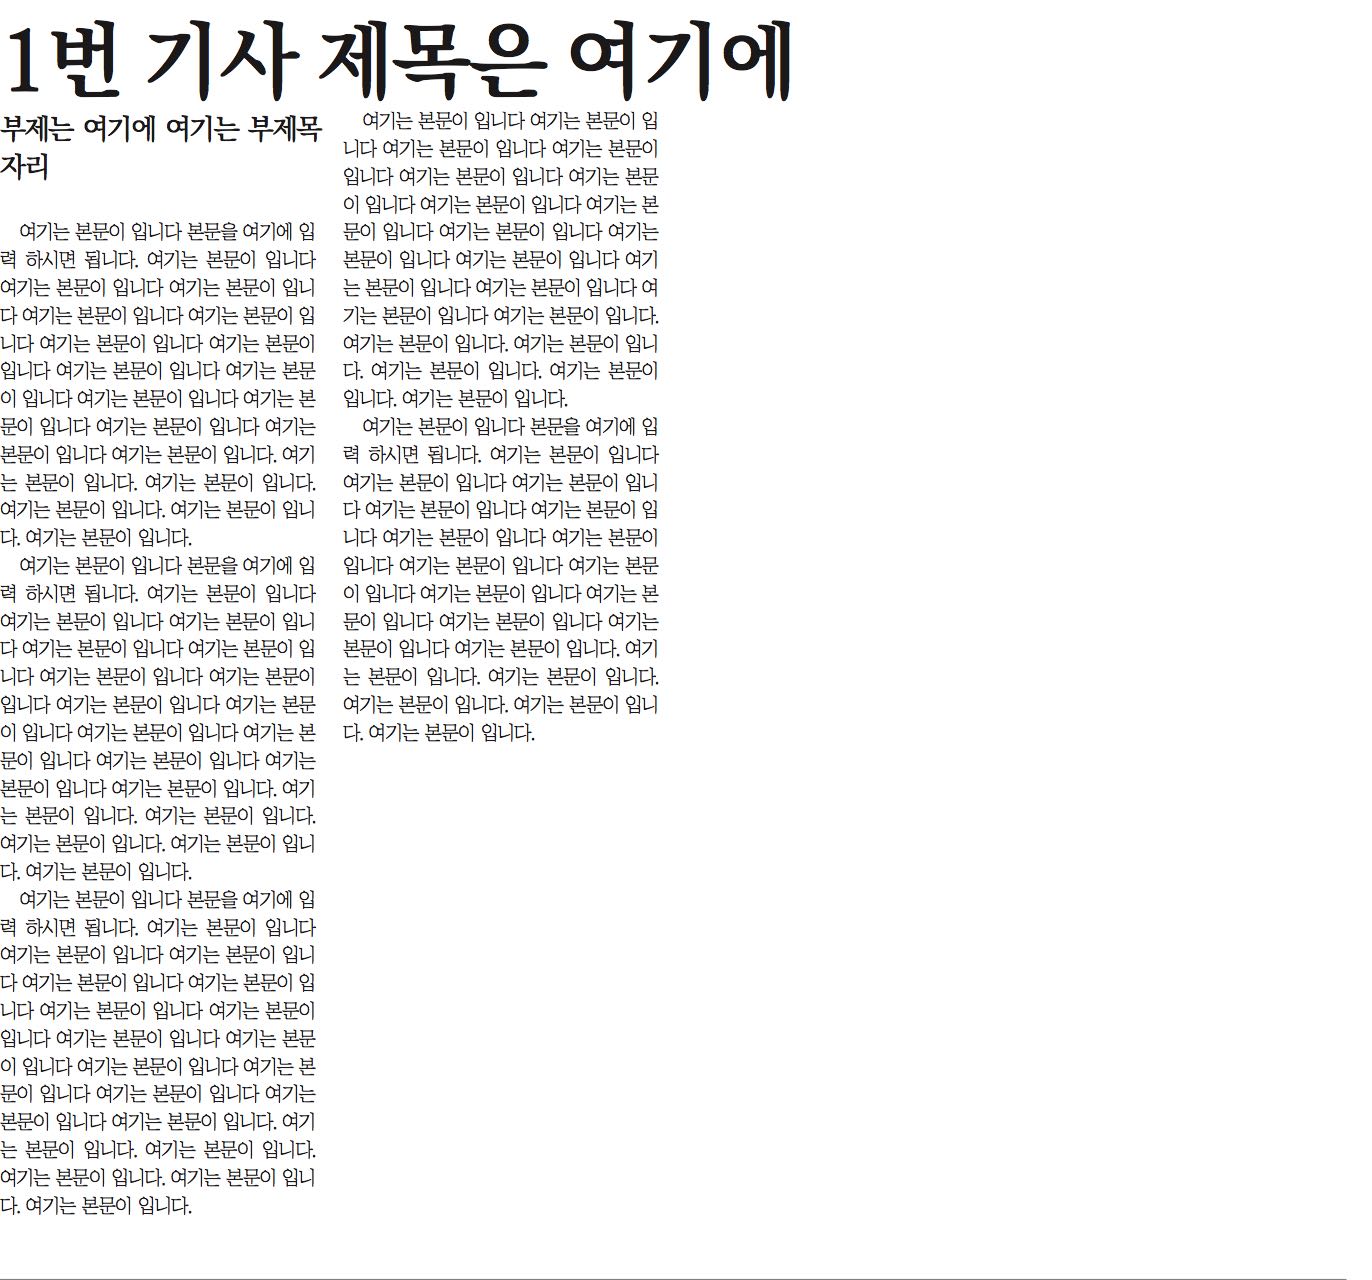 1번 기사 제목은 여기에
부제는 여기에 여기는 부제목
자리
여기는 본문이 입니다 본문을 여기에 입
력 하시면 됩니다. 여기는 본문이 입니다
여기는 본문이 입니다 여기는 본문이 입니
다 여기는 본문이 입니다 여기는 본문이 입
니다 여기는 본문이 입니다 여기는 본문이
입니다 여기는 본문이 입니다 여기는 본문
이 입니다 여기는 본문이 입니다 여기는 본
문이 입니다 여기는 본문이 입니다 여기는
본문이 입니다 여기는 본문이 입니다. 여기
는 본문이 입니다. 여기는 본문이 입니다.
여기는 본문이 입니다. 여기는 본문이 입니
다. 여기는 본문이 입니다.
여기는 본문이 입니다 본문을 여기에 입
력 하시면 됩니다. 여기는 본문이 입니다
여기는 본문이 입니다 여기는 본문이 입니
다 여기는 본문이 입니다 여기는 본문이 입
니다 여기는 본문이 입니다 여기는 본문이
입니다 여기는 본문이 입니다 여기는 본문
이 입니다 여기는 본문이 입니다 여기는 본
문이 입니다 여기는 본문이 입니다 여기는
본문이 입니다 여기는 본문이 입니다. 여기
는 본문이 입니다. 여기는 본문이 입니다.
여기는 본문이 입니다. 여기는 본문이 입니
다. 여기는 본문이 입니다.
여기는 본문이 입니다 본문을 여기에 입
력 하시면 됩니다. 여기는 본문이 입니다
여기는 본문이 입니다 여기는 본문이 입니
다 여기는 본문이 입니다 여기는 본문이 입
니다 여기는 본문이 입니다 여기는 본문이
입니다 여기는 본문이 입니다 여기는 본문
이 입니다 여기는 본문이 입니다 여기는 본
문이 입니다 여기는 본문이 입니다 여기는
본문이 입니다 여기는 본문이 입니다. 여기
는 본문이 입니다. 여기는 본문이 입니다.
여기는 본문이 입니다. 여기는 본문이 입니
다. 여기는 본문이 입니다.
여기는 본문이 입니다 여기는 본문이 입
니다 여기는 본문이 입니다 여기는 본문이
입니다 여기는 본문이 입니다 여기는 본문
이 입니다 여기는 본문이 입니다 여기는 본
문이 입니다 여기는 본문이 입니다 여기는
본문이 입니다 여기는 본문이 입니다 여기
는 본문이 입니다 여기는 본문이 입니다 여
기는 본문이 입니다 여기는 본문이 입니다.
여기는 본문이 입니다. 여기는 본문이 입니
다. 여기는 본문이 입니다. 여기는 본문이
입니다. 여기는 본문이 입니다.
여기는 본문이 입니다 본문을 여기에 입
력 하시면 됩니다. 여기는 본문이 입니다
여기는 본문이 입니다 여기는 본문이 입니
다 여기는 본문이 입니다 여기는 본문이 입
니다 여기는 본문이 입니다 여기는 본문이
입니다 여기는 본문이 입니다 여기는 본문
이 입니다 여기는 본문이 입니다 여기는 본
문이 입니다 여기는 본문이 입니다 여기는
본문이 입니다 여기는 본문이 입니다. 여기
는 본문이 입니다. 여기는 본문이 입니다.
여기는 본문이 입니다. 여기는 본문이 입니
다. 여기는 본문이 입니다.